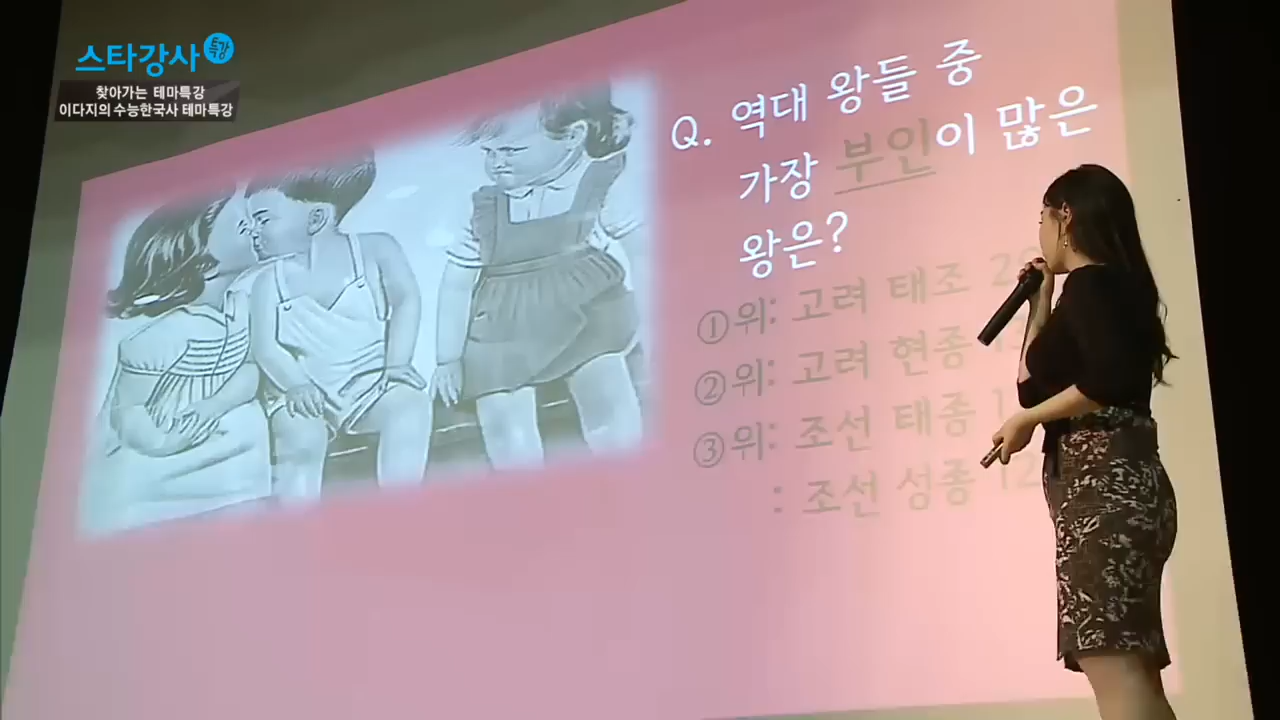 스타강사 특강
찾아가는 테마특강
이다지의 수능한국사 테마특강
Q. 역대 왕들 중
가장 부인이 많은
왕은?
①위: 고려 태조
②위: 고려 현종
③위: 조선 태종
: 조선 성종 12